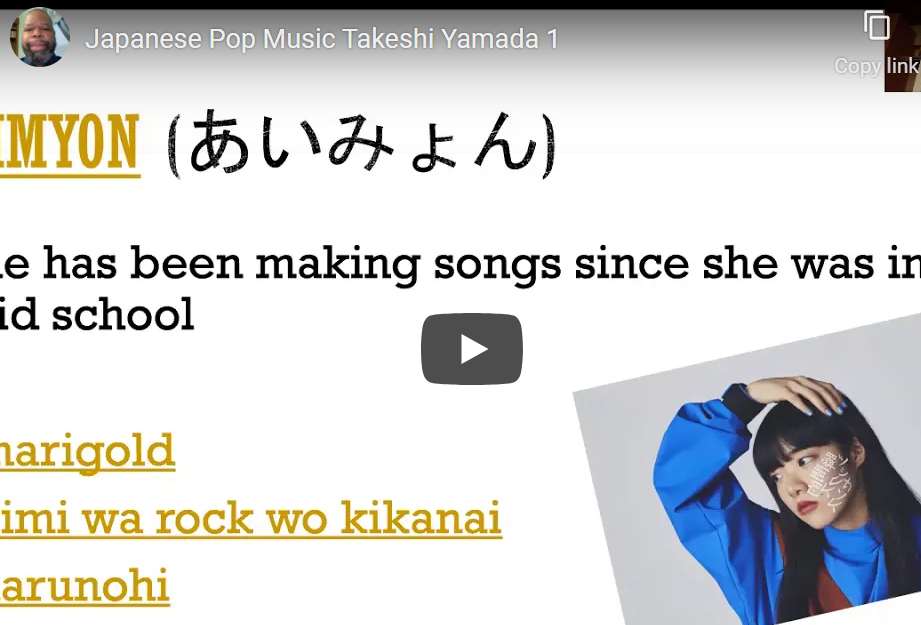 Japanese Pop Music Takeshi Yamada 1
Copy link
IMYON (あいみょん)
e has been making songs since she was in
id school
arigold
imi wa rock wo kikanai
arunohi